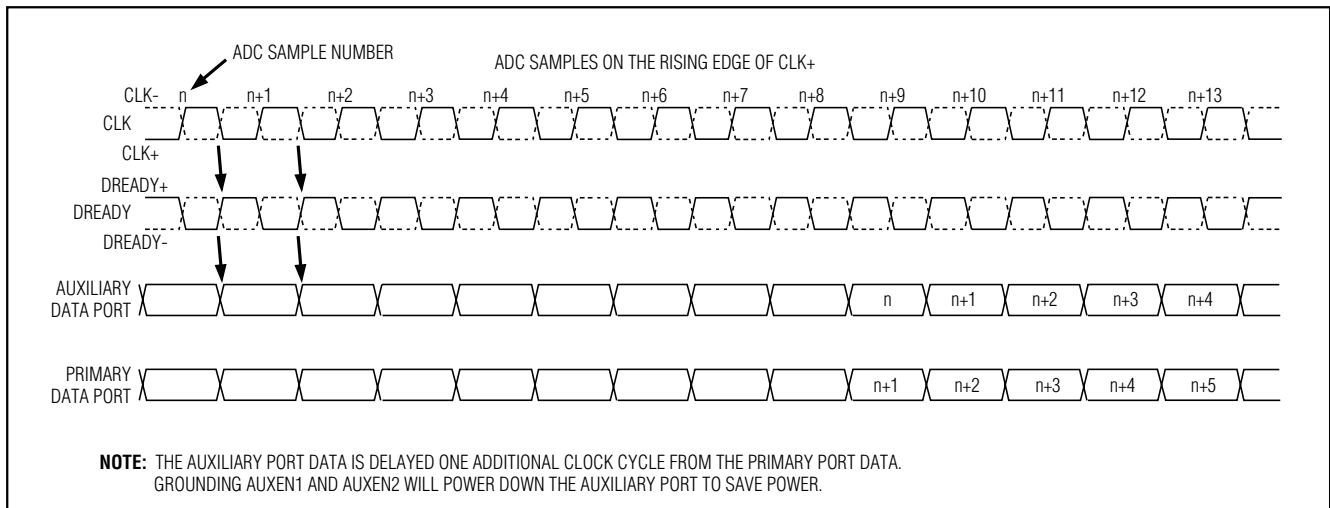 ADC SAMPLE NUMBER
ADC SAMPLES ON THE RISING EDGE OF CLK+
CLK- n n+1 n+2 n+3 n+4 n+5 n+6 n+7 n+8 n+9 n+10 n+11 n+12 n+13
CLK
CLK+
DREADY+
DREADY
DREADY-
AUXILIARY
DATA PORT
n n+1 n+2 n+3 n+4
PRIMARY
DATA PORT
n+1 n+2 n+3 n+4 n+5
NOTE: THE AUXILIARY PORT DATA IS DELAYED ONE ADDITIONAL CLOCK CYCLE FROM THE PRIMARY PORT DATA.
GROUNDING AUXEN1 AND AUXEN2 WILL POWER DOWN THE AUXILIARY PORT TO SAVE POWER.